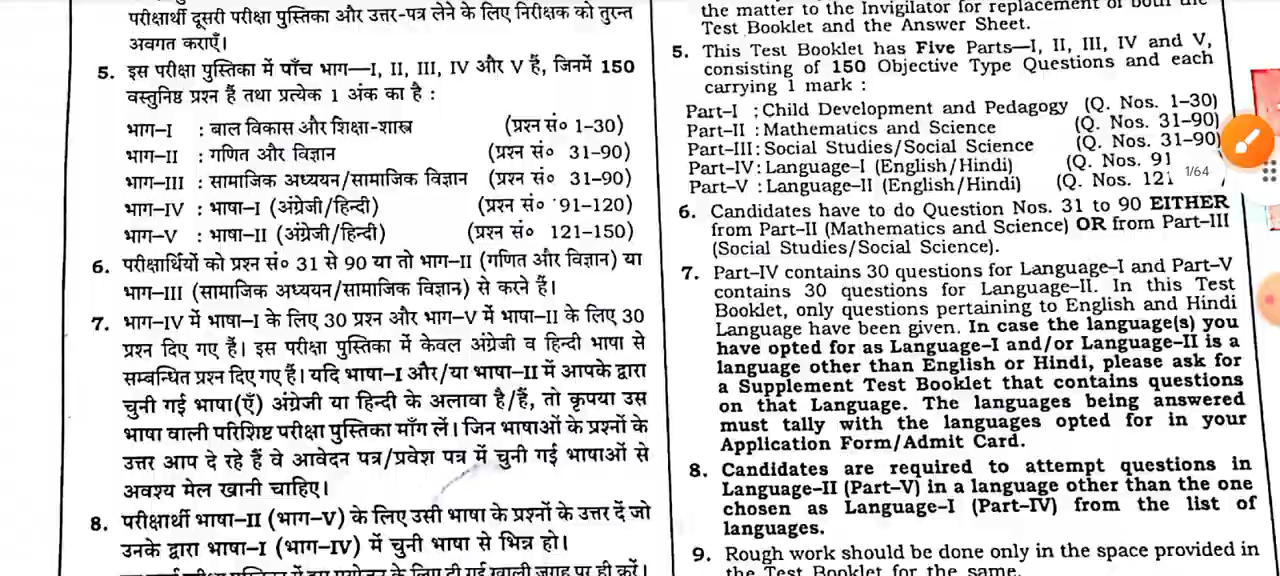 परीक्षार्थी दूसरी परीक्षा पुस्तिका और उत्तर-पत्र लेने के लिए निरीक्षक को तुरन्त
अवगत कराएँ।
5. इस परीक्षा पुस्तिका में पाँच भाग—I, II, III, IV और V हैं, जिनमें 150
वस्तुनिष्ठ प्रश्न हैं तथा प्रत्येक 1 अंक का है :
भाग–I : बाल विकास और शिक्षा-शास्त्र (प्रश्न सं० 1–30)
भाग–II : गणित और विज्ञान (प्रश्न सं० 31–90)
भाग–III : सामाजिक अध्ययन/सामाजिक विज्ञान (प्रश्न सं० 31–90)
भाग–IV : भाषा–I (अंग्रेजी/हिन्दी) (प्रश्न सं० 91–120)
भाग–V : भाषा–II (अंग्रेजी/हिन्दी) (प्रश्न सं० 121–150)
6. परीक्षार्थियों को प्रश्न सं० 31 से 90 या तो भाग–II (गणित और विज्ञान) या
भाग–III (सामाजिक अध्ययन/सामाजिक विज्ञान) से करने हैं।
7. भाग–IV में भाषा–I के लिए 30 प्रश्न और भाग–V में भाषा–II के लिए 30
प्रश्न दिए गए हैं। इस परीक्षा पुस्तिका में केवल अंग्रेजी व हिन्दी भाषा से
सम्बन्धित प्रश्न दिए गए हैं। यदि भाषा–I और/या भाषा–II में आपके द्वारा
चुनी गई भाषा(एँ) अंग्रेजी या हिन्दी के अलावा है/हैं, तो कृपया उस
भाषा वाली परिशिष्ट परीक्षा पुस्तिका माँग लें। जिन भाषाओं के प्रश्नों के
उत्तर आप दे रहे हैं वे आवेदन पत्र/प्रवेश पत्र में चुनी गई भाषाओं से
अवश्य मेल खानी चाहिए।
8. परीक्षार्थी भाषा–II (भाग–V) के लिए उसी भाषा के प्रश्नों के उत्तर दें जो
उनके द्वारा भाषा–I (भाग–IV) में चुनी भाषा से भिन्न हो।
के लिए दी गई खाली जगह पर ही करें।
the matter to the Invigilator for replacement of both the
Test Booklet and the Answer Sheet.
5. This Test Booklet has Five Parts—I, II, III, IV and V,
consisting of 150 Objective Type Questions and each
carrying 1 mark :
Part–I : Child Development and Pedagogy (Q. Nos. 1–30)
Part–II : Mathematics and Science (Q. Nos. 31–90)
Part–III : Social Studies/Social Science (Q. Nos. 31–90)
Part–IV : Language–I (English/Hindi) (Q. Nos. 91
Part–V : Language–II (English/Hindi) (Q. Nos. 121
1/64
6. Candidates have to do Question Nos. 31 to 90 EITHER
from Part–II (Mathematics and Science) OR from Part–III
(Social Studies/Social Science).
7. Part–IV contains 30 questions for Language–I and Part–V
contains 30 questions for Language–II. In this Test
Booklet, only questions pertaining to English and Hindi
Language have been given. In case the language(s) you
have opted for as Language–I and/or Language–II is a
language other than English or Hindi, please ask for
a Supplement Test Booklet that contains questions
on that Language. The languages being answered
must tally with the languages opted for in your
Application Form/Admit Card.
8. Candidates are required to attempt questions in
Language–II (Part–V) in a language other than the one
chosen as Language–I (Part–IV) from the list of
languages.
9. Rough work should be done only in the space provided in
the Test Booklet for the same.